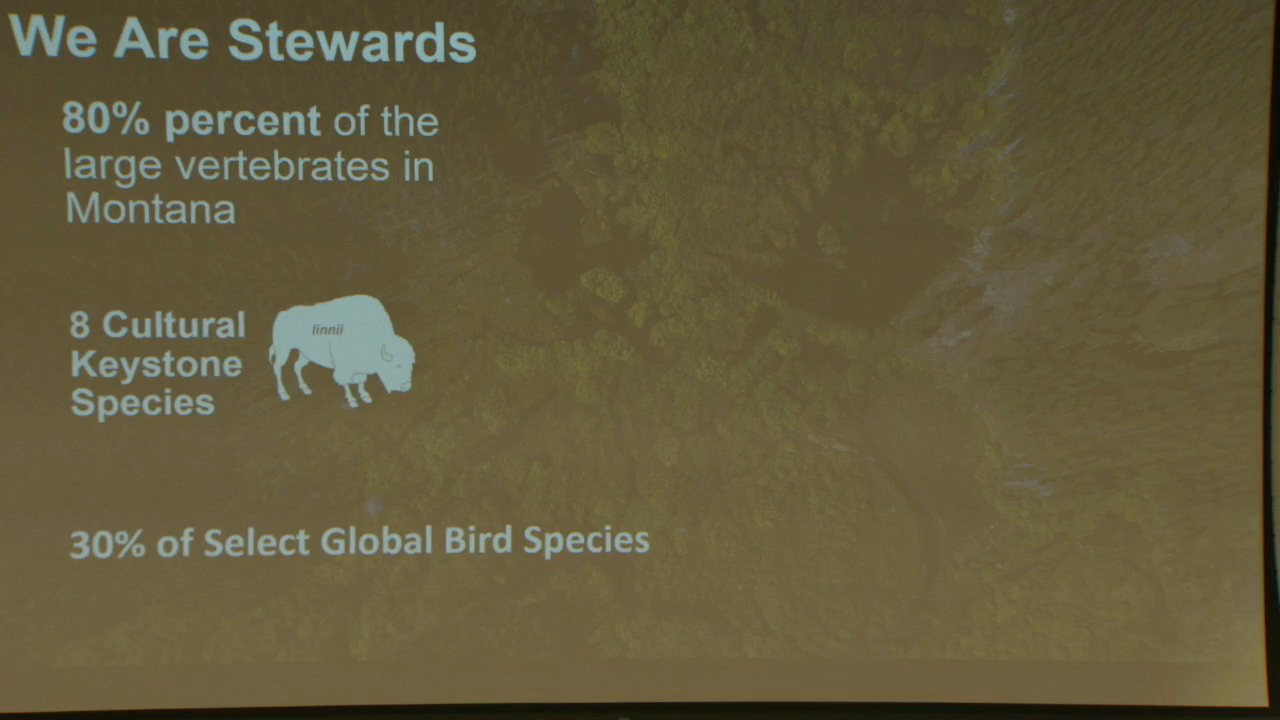 We Are Stewards
80% percent of the
large vertebrates in
Montana
8 Cultural
Keystone
Species
linnii
30% of Select Global Bird Species